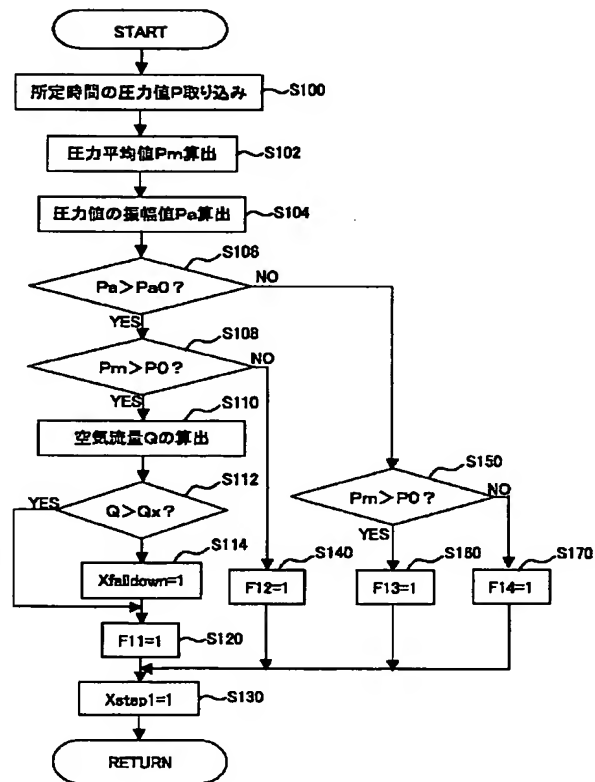 START
所定時間の圧力値P取り込み
S100
圧力平均値Pm算出
S102
圧力値の振幅値Pa算出
S104
S106
Pa>Pa0?
NO
YES
S108
Pm>P0?
NO
YES
S110
空気流量Qの算出
S112
YES
Q>Qx?
S114
Xfalldown=1
F11=1
S120
S140
F12=1
S150
Pm>P0?
NO
YES
S160
F13=1
S170
F14=1
Xstep1=1
S130
RETURN